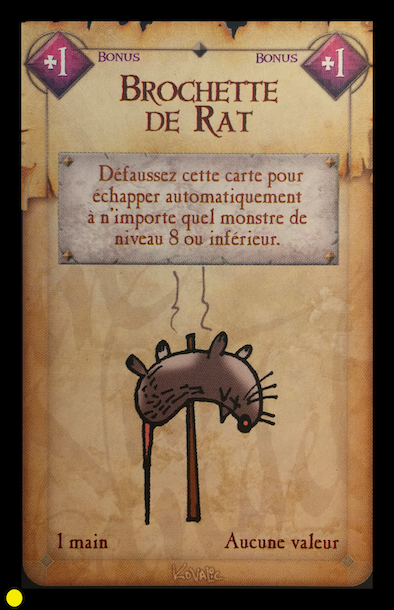 +1 Bonus Bonus +1
Brochette
de Rat
Défaussez cette carte pour
échapper automatiquement
à n'importe quel monstre de
niveau 8 ou inférieur.
1 main Aucune valeur
Kovalic